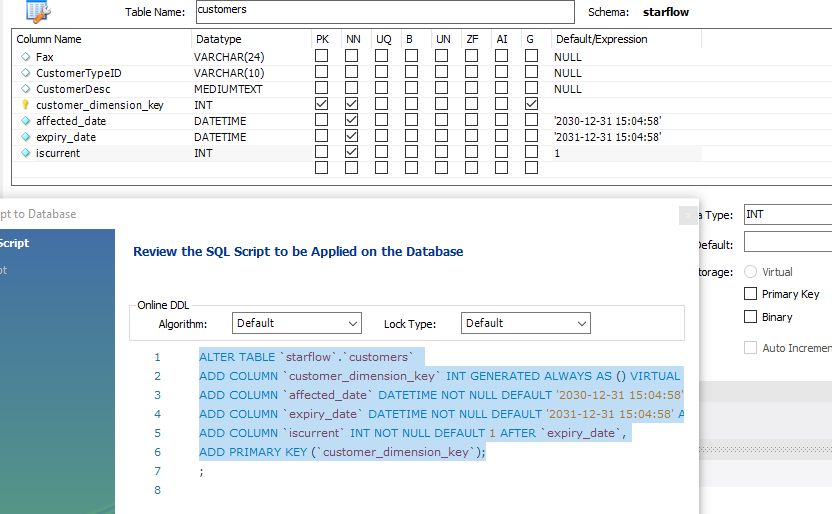 Table Name: customers Schema: starflow
Column Name Datatype PK NN UQ B UN ZF AI G Default/Expression
Fax VARCHAR(24) NULL
CustomerTypeID VARCHAR(10) NULL
CustomerDesc MEDIUMTEXT NULL
customer_dimension_key INT
affected_date DATETIME '2030-12-31 15:04:58'
expiry_date DATETIME '2031-12-31 15:04:58'
iscurrent INT 1
pt to Database
a Type: INT
Script
Default:
pt
Review the SQL Script to be Applied on the Database
torage: Virtual
Primary Key
Online DDL
Binary
Algorithm: Default Lock Type: Default
Auto Incremen
1 ALTER TABLE `starflow`.`customers`
2 ADD COLUMN `customer_dimension_key` INT GENERATED ALWAYS AS () VIRTUAL
3 ADD COLUMN `affected_date` DATETIME NOT NULL DEFAULT '2030-12-31 15:04:58'
4 ADD COLUMN `expiry_date` DATETIME NOT NULL DEFAULT '2031-12-31 15:04:58' A
5 ADD COLUMN `iscurrent` INT NOT NULL DEFAULT 1 AFTER `expiry_date`,
6 ADD PRIMARY KEY (`customer_dimension_key`);
7 ;
8